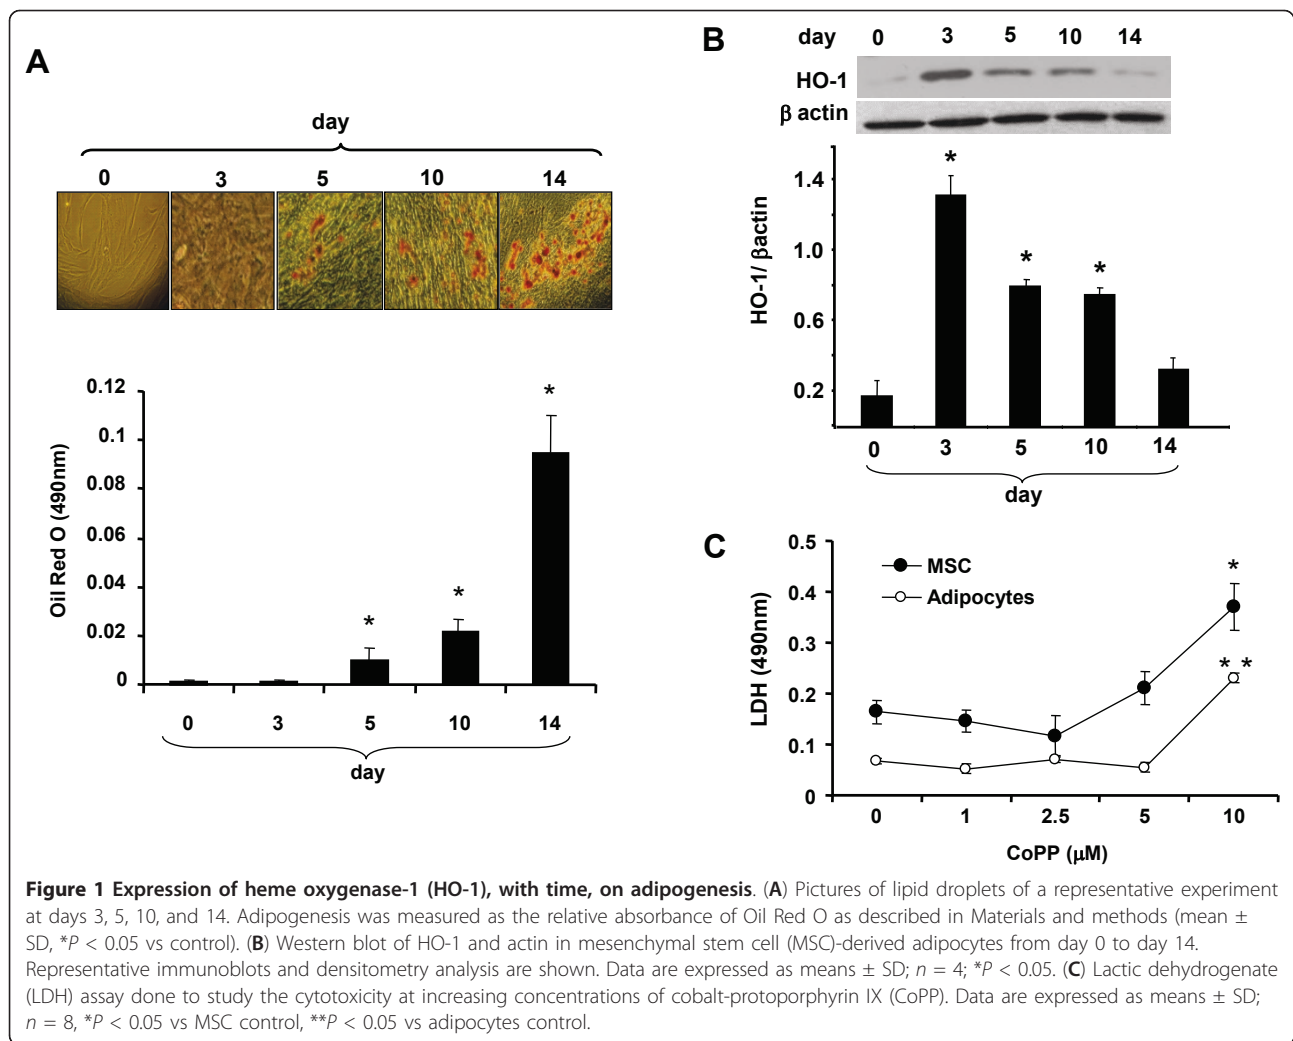 A
day
0 3 5 10 14
0.12
0.1
0.08
0.06
0.04
0.02
0
Oil Red O (490nm)
*
*
*
0 3 5 10 14
day
B
day 0 3 5 10 14
HO-1
β actin
1.4
1.0
0.6
0.2
HO-1/ βactin
*
*
*
0 3 5 10 14
day
C
0.5
0.4
0.3
0.2
0.1
0
LDH (490nm)
MSC
Adipocytes
*
* *
0 1 2.5 5 10
CoPP (μM)
Figure 1 Expression of heme oxygenase-1 (HO-1), with time, on adipogenesis. (A) Pictures of lipid droplets of a representative experiment
at days 3, 5, 10, and 14. Adipogenesis was measured as the relative absorbance of Oil Red O as described in Materials and methods (mean ±
SD, *P < 0.05 vs control). (B) Western blot of HO-1 and actin in mesenchymal stem cell (MSC)-derived adipocytes from day 0 to day 14.
Representative immunoblots and densitometry analysis are shown. Data are expressed as means ± SD; n = 4; *P < 0.05. (C) Lactic dehydrogenate
(LDH) assay done to study the cytotoxicity at increasing concentrations of cobalt-protoporphyrin IX (CoPP). Data are expressed as means ± SD;
n = 8, *P < 0.05 vs MSC control, **P < 0.05 vs adipocytes control.